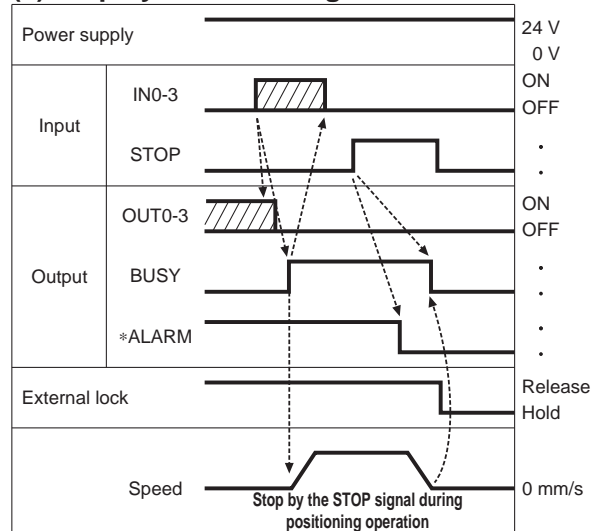 Power supply
24 V
0 V
Input
IN0-3
ON
OFF
STOP
Output
OUT0-3
ON
OFF
BUSY
*ALARM
External lock
Release
Hold
Speed
0 mm/s
Stop by the STOP signal during
positioning operation